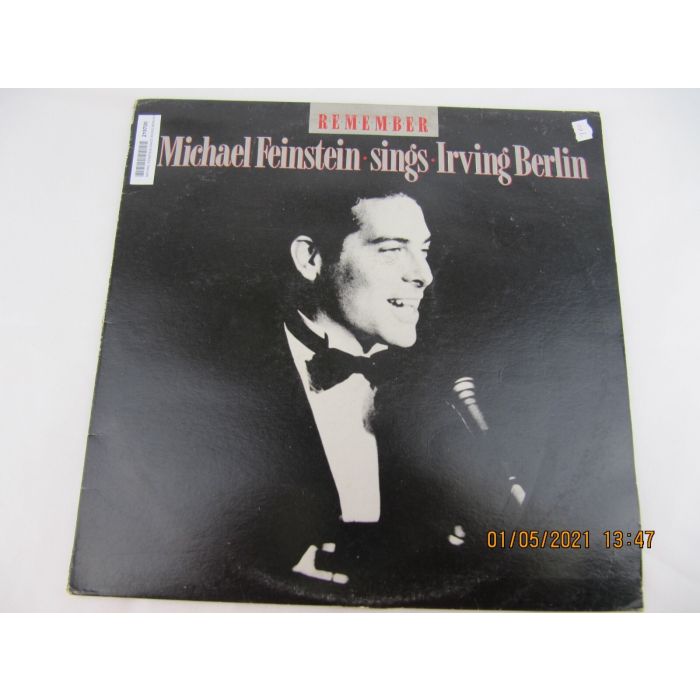 REMEMBER
Michael Feinstein · sings · Irving Berlin
01/05/2021 13:47